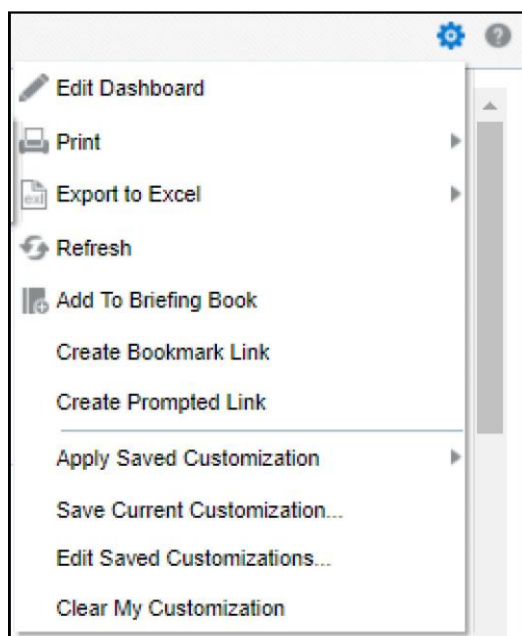 Edit Dashboard
Print
Export to Excel
Refresh
Add To Briefing Book
Create Bookmark Link
Create Prompted Link
Apply Saved Customization
Save Current Customization...
Edit Saved Customizations...
Clear My Customization